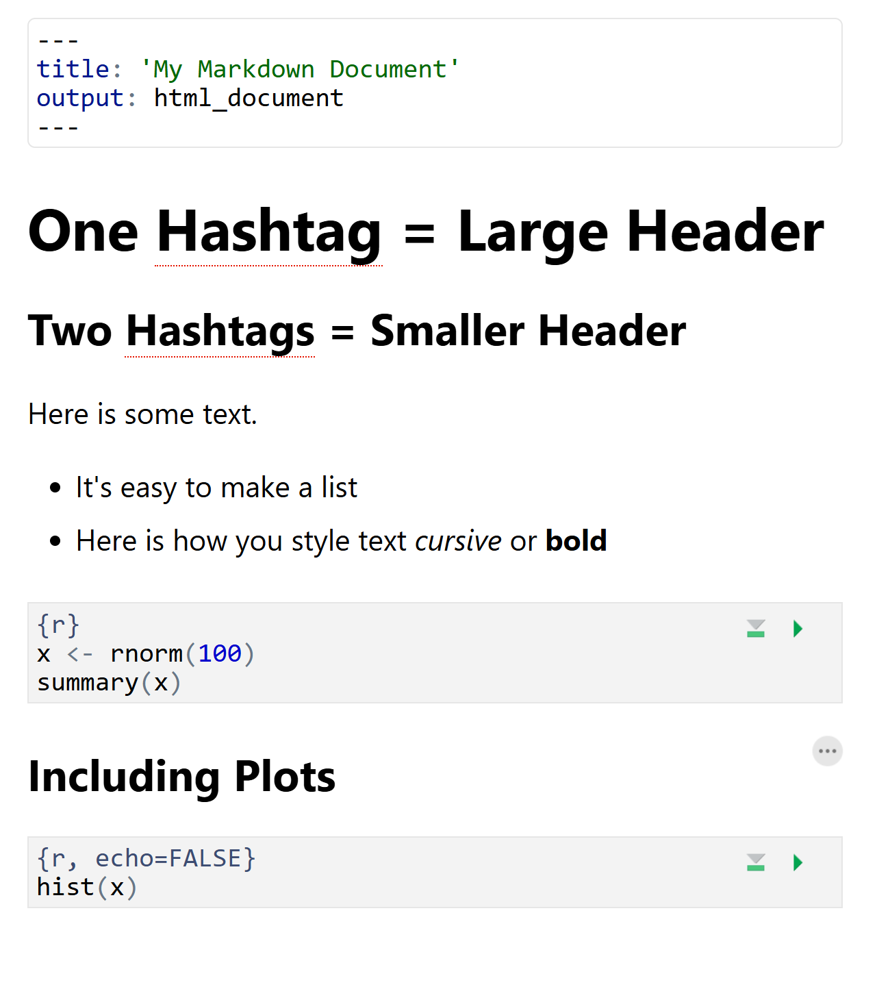 ---
title: 'My Markdown Document'
output: html_document
---
One Hashtag = Large Header
Two Hashtags = Smaller Header
Here is some text.
• It's easy to make a list
• Here is how you style text cursive or bold
{r}
x <- rnorm(100)
summary(x)
Including Plots
{r, echo=FALSE}
hist(x)